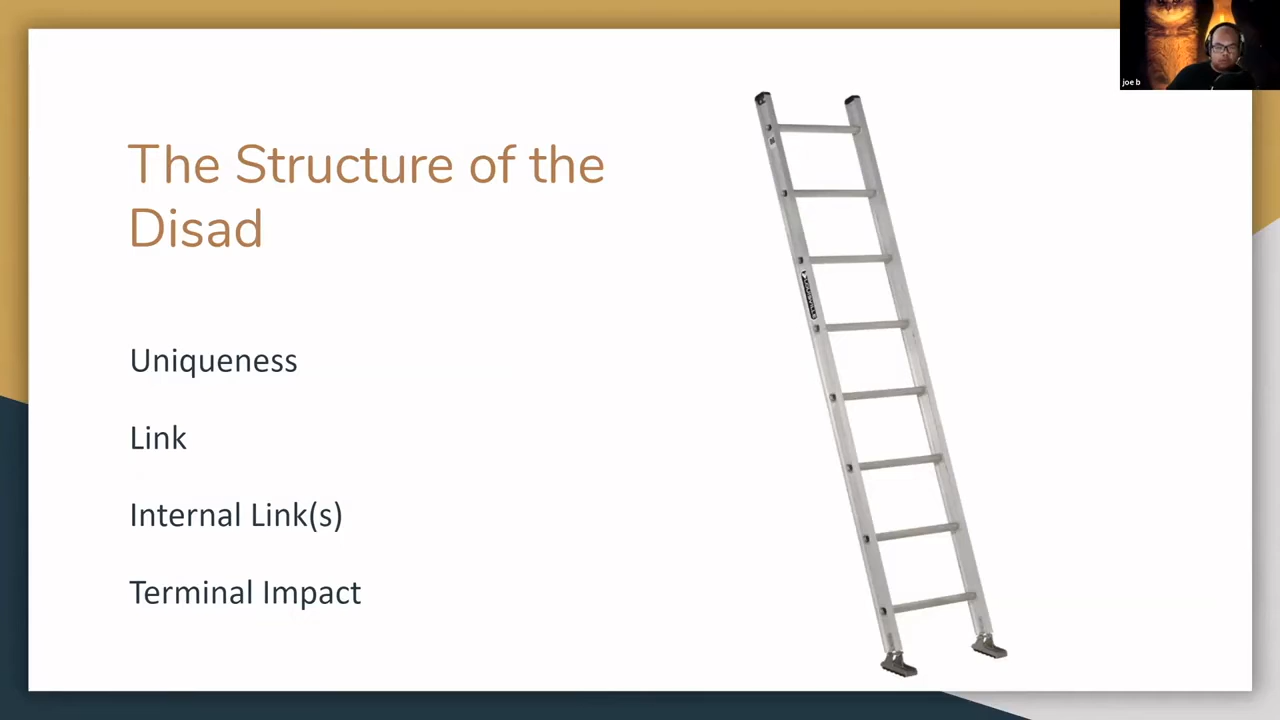 joe b
The Structure of the
Disad
Uniqueness
Link
Internal Link(s)
Terminal Impact